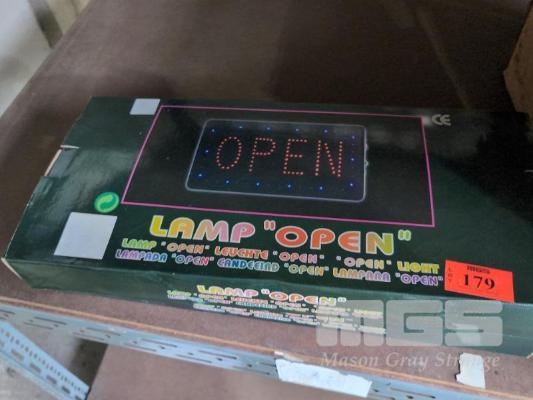 OPEN
CE
LAMP "OPEN"
LAMP "OPEN" LEUCHTE "OPEN" "OPEN" LIGHT
LAMPADA "OPEN" "OPEN" LAMPARA "OPEN"
LOT 179
LAMP "OPEN"
MGS
Mason Gray Strange